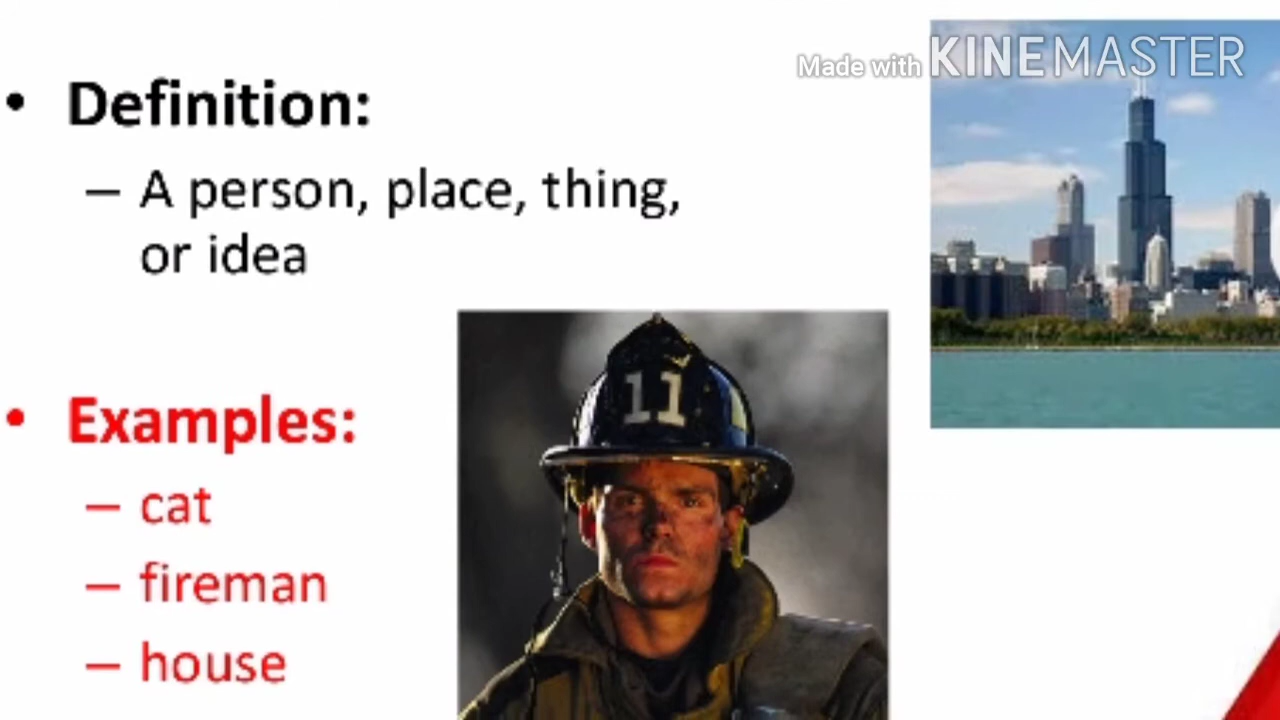 Made with KINEMASTER
• Definition:
– A person, place, thing,
or idea
11
• Examples:
– cat
– fireman
– house